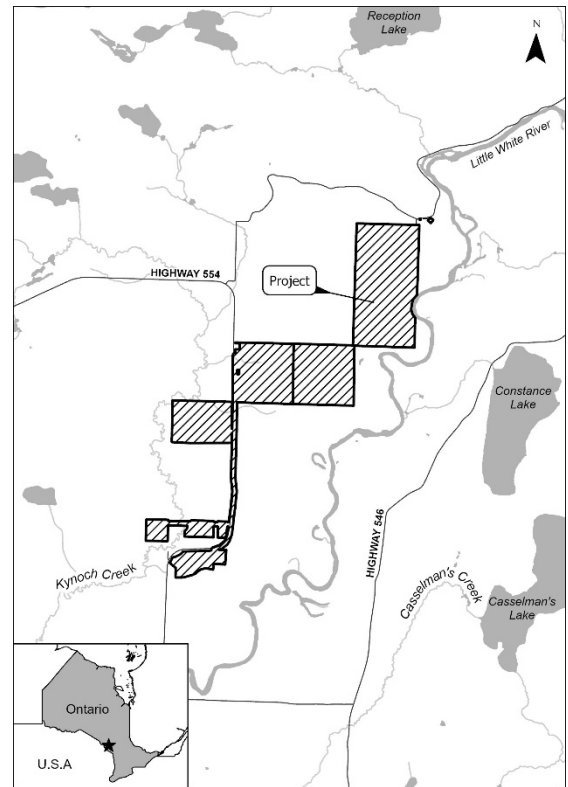 Reception
Lake
N
Little White River
HIGHWAY 554
Project
Constance
Lake
HIGHWAY 546
Kynoch Creek
Casselman's Creek
Casselman's
Lake
Ontario
U.S.A